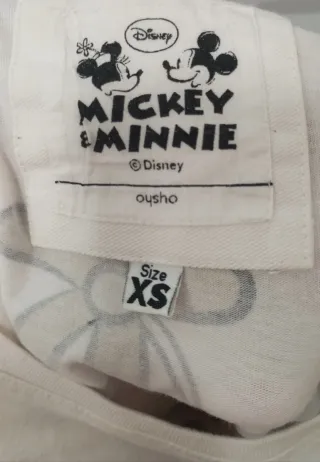 Disney
MICKEY
& MINNIE
©Disney
oysho
Size
XS